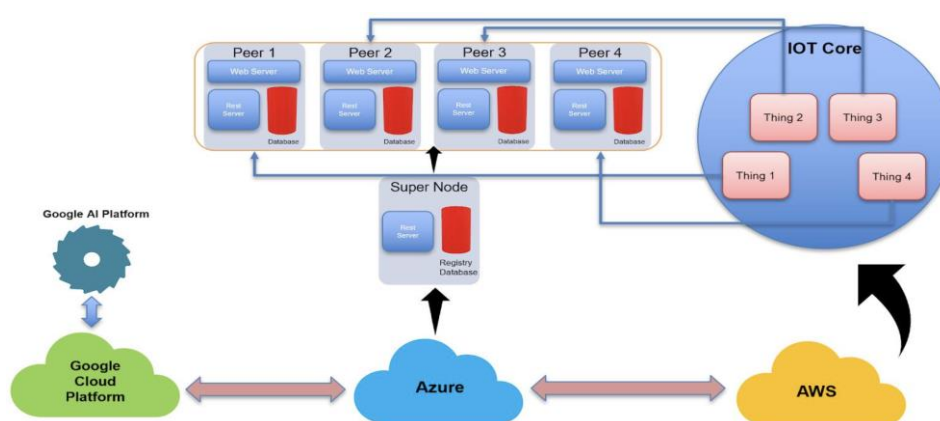 Peer 1
Peer 2
Peer 3
Peer 4
IOT Core
Web Server
Web Server
Web Server
Web Server
Rest
Server
Rest
Server
Rest
Server
Rest
Server
Database
Database
Database
Database
Thing 2
Thing 3
Thing 1
Thing 4
Super Node
Rest
Server
Registry
Database
Google AI Platform
Google
Cloud
Platform
Azure
AWS